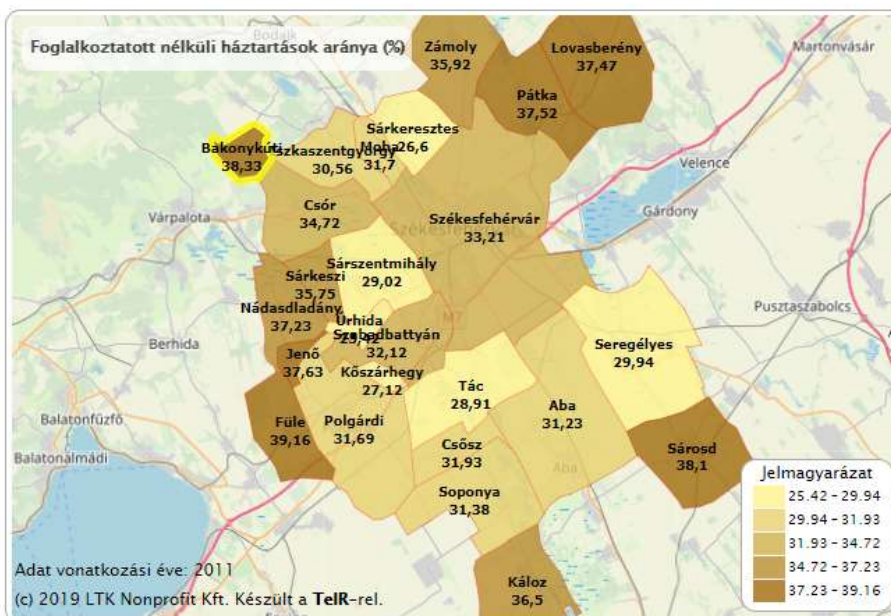 Foglalkoztatott nélküli háztartások aránya (%)
Bodajk
Zámoly
35,92
Lovasberény
37,47
Martonvásár
Pátka
37,52
Sárkeresztes
26,6
Moha
31,7
Bakonykúti
38,33
Iszkaszentgyörgy
30,56
Velence
Várpalota
Csór
34,72
Székesfehérvár
33,21
Gárdony
Sárszentmihály
29,02
Sárkeszi
35,75
Nádasdladány
37,23
Pusztaszabolcs
M7
Úrhida
25,42
Szabadbattyán
32,12
Berhida
Jenő
37,63
Seregélyes
29,94
Kőszárhegy
27,12
Tác
28,91
Aba
31,23
Balatonfűzfő
Füle
39,16
Polgárdi
31,69
Balatonalmádi
Csősz
31,93
Aba
Sárosd
38,1
Soponya
31,38
Jelmagyarázat
25.42 - 29.94
29.94 - 31.93
31.93 - 34.72
34.72 - 37.23
37.23 - 39.16
Káloz
36,5
Adat vonatkozási éve: 2011
(c) 2019 LTK Nonprofit Kft. Készült a TeIR-rel.